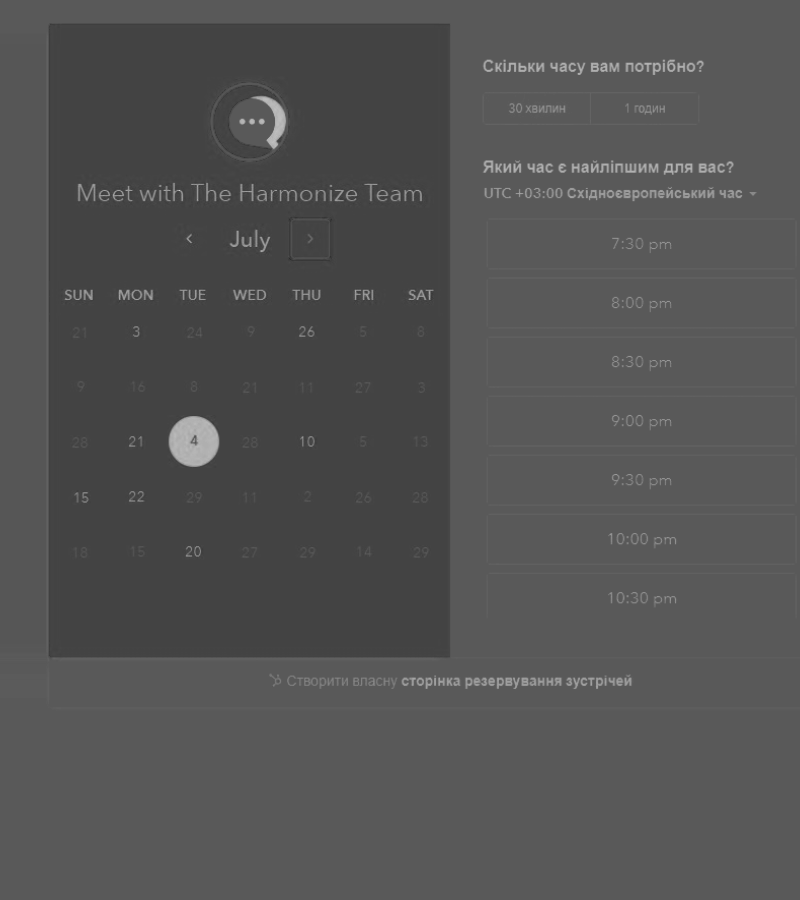 Meet with The Harmonize Team
July
SUN MON TUE WED THU FRI SAT
21 3 24 9 26 5 8
9 16 8 21 11 27 3
28 21 4 28 10 5 13
15 22 29 11 2 26 28
18 15 20 27 29 14 29
Скільки часу вам потрібно?
30 хвилин 1 годин
Який час є найліпшим для вас?
UTC +03:00 Східноєвропейський час
7:30 pm
8:00 pm
8:30 pm
9:00 pm
9:30 pm
10:00 pm
10:30 pm
Створити власну сторінка резервування зустрічей